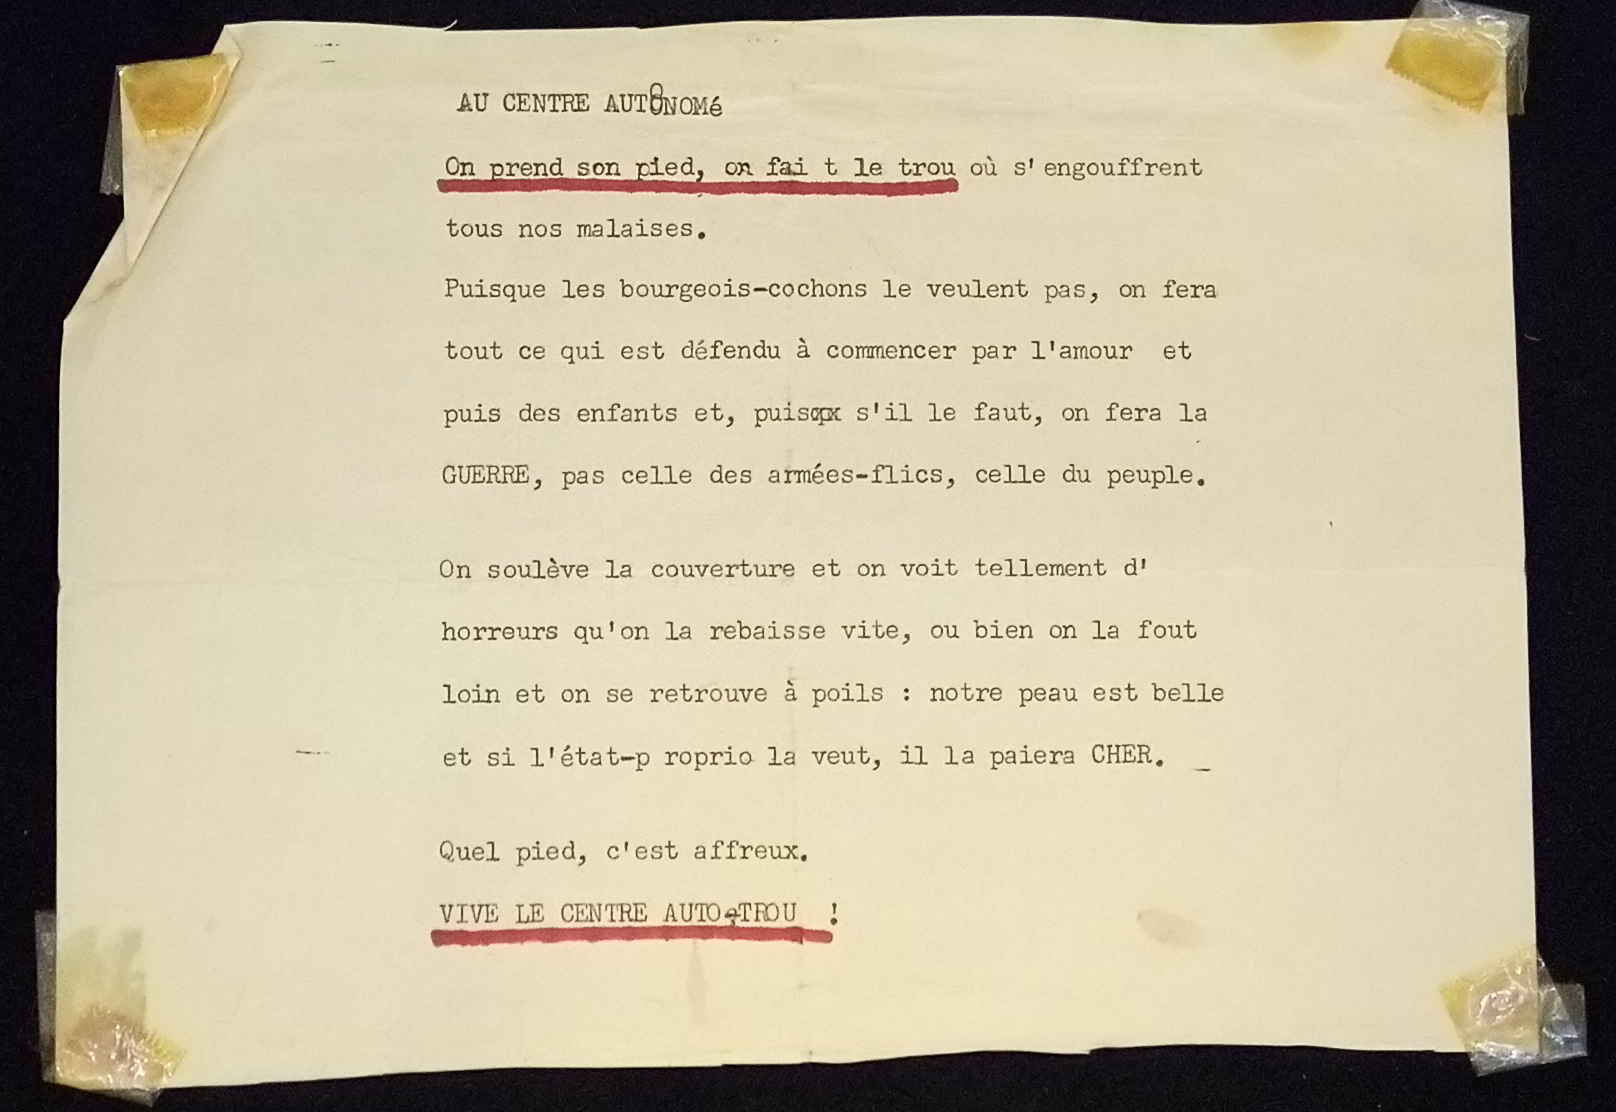 AU CENTRE AUTONOMé
On prend son pied, on fai t le trou où s' engouffrent
tous nos malaises.
Puisque les bourgeois-cochons le veulent pas, on fera
tout ce qui est défendu à commencer par l'amour et
puis des enfants et, puisqpx s'il le faut, on fera la
GUERRE, pas celle des armées-flics, celle du peuple.
On soulève la couverture et on voit tellement d'
horreurs qu'on la rebaisse vite, ou bien on la fout
loin et on se retrouve à poils : notre peau est belle
et si l'état-p roprio la veut, il la paiera CHER. _
Quel pied, c'est affreux.
VIVE LE CENTRE AUTO-TROU !